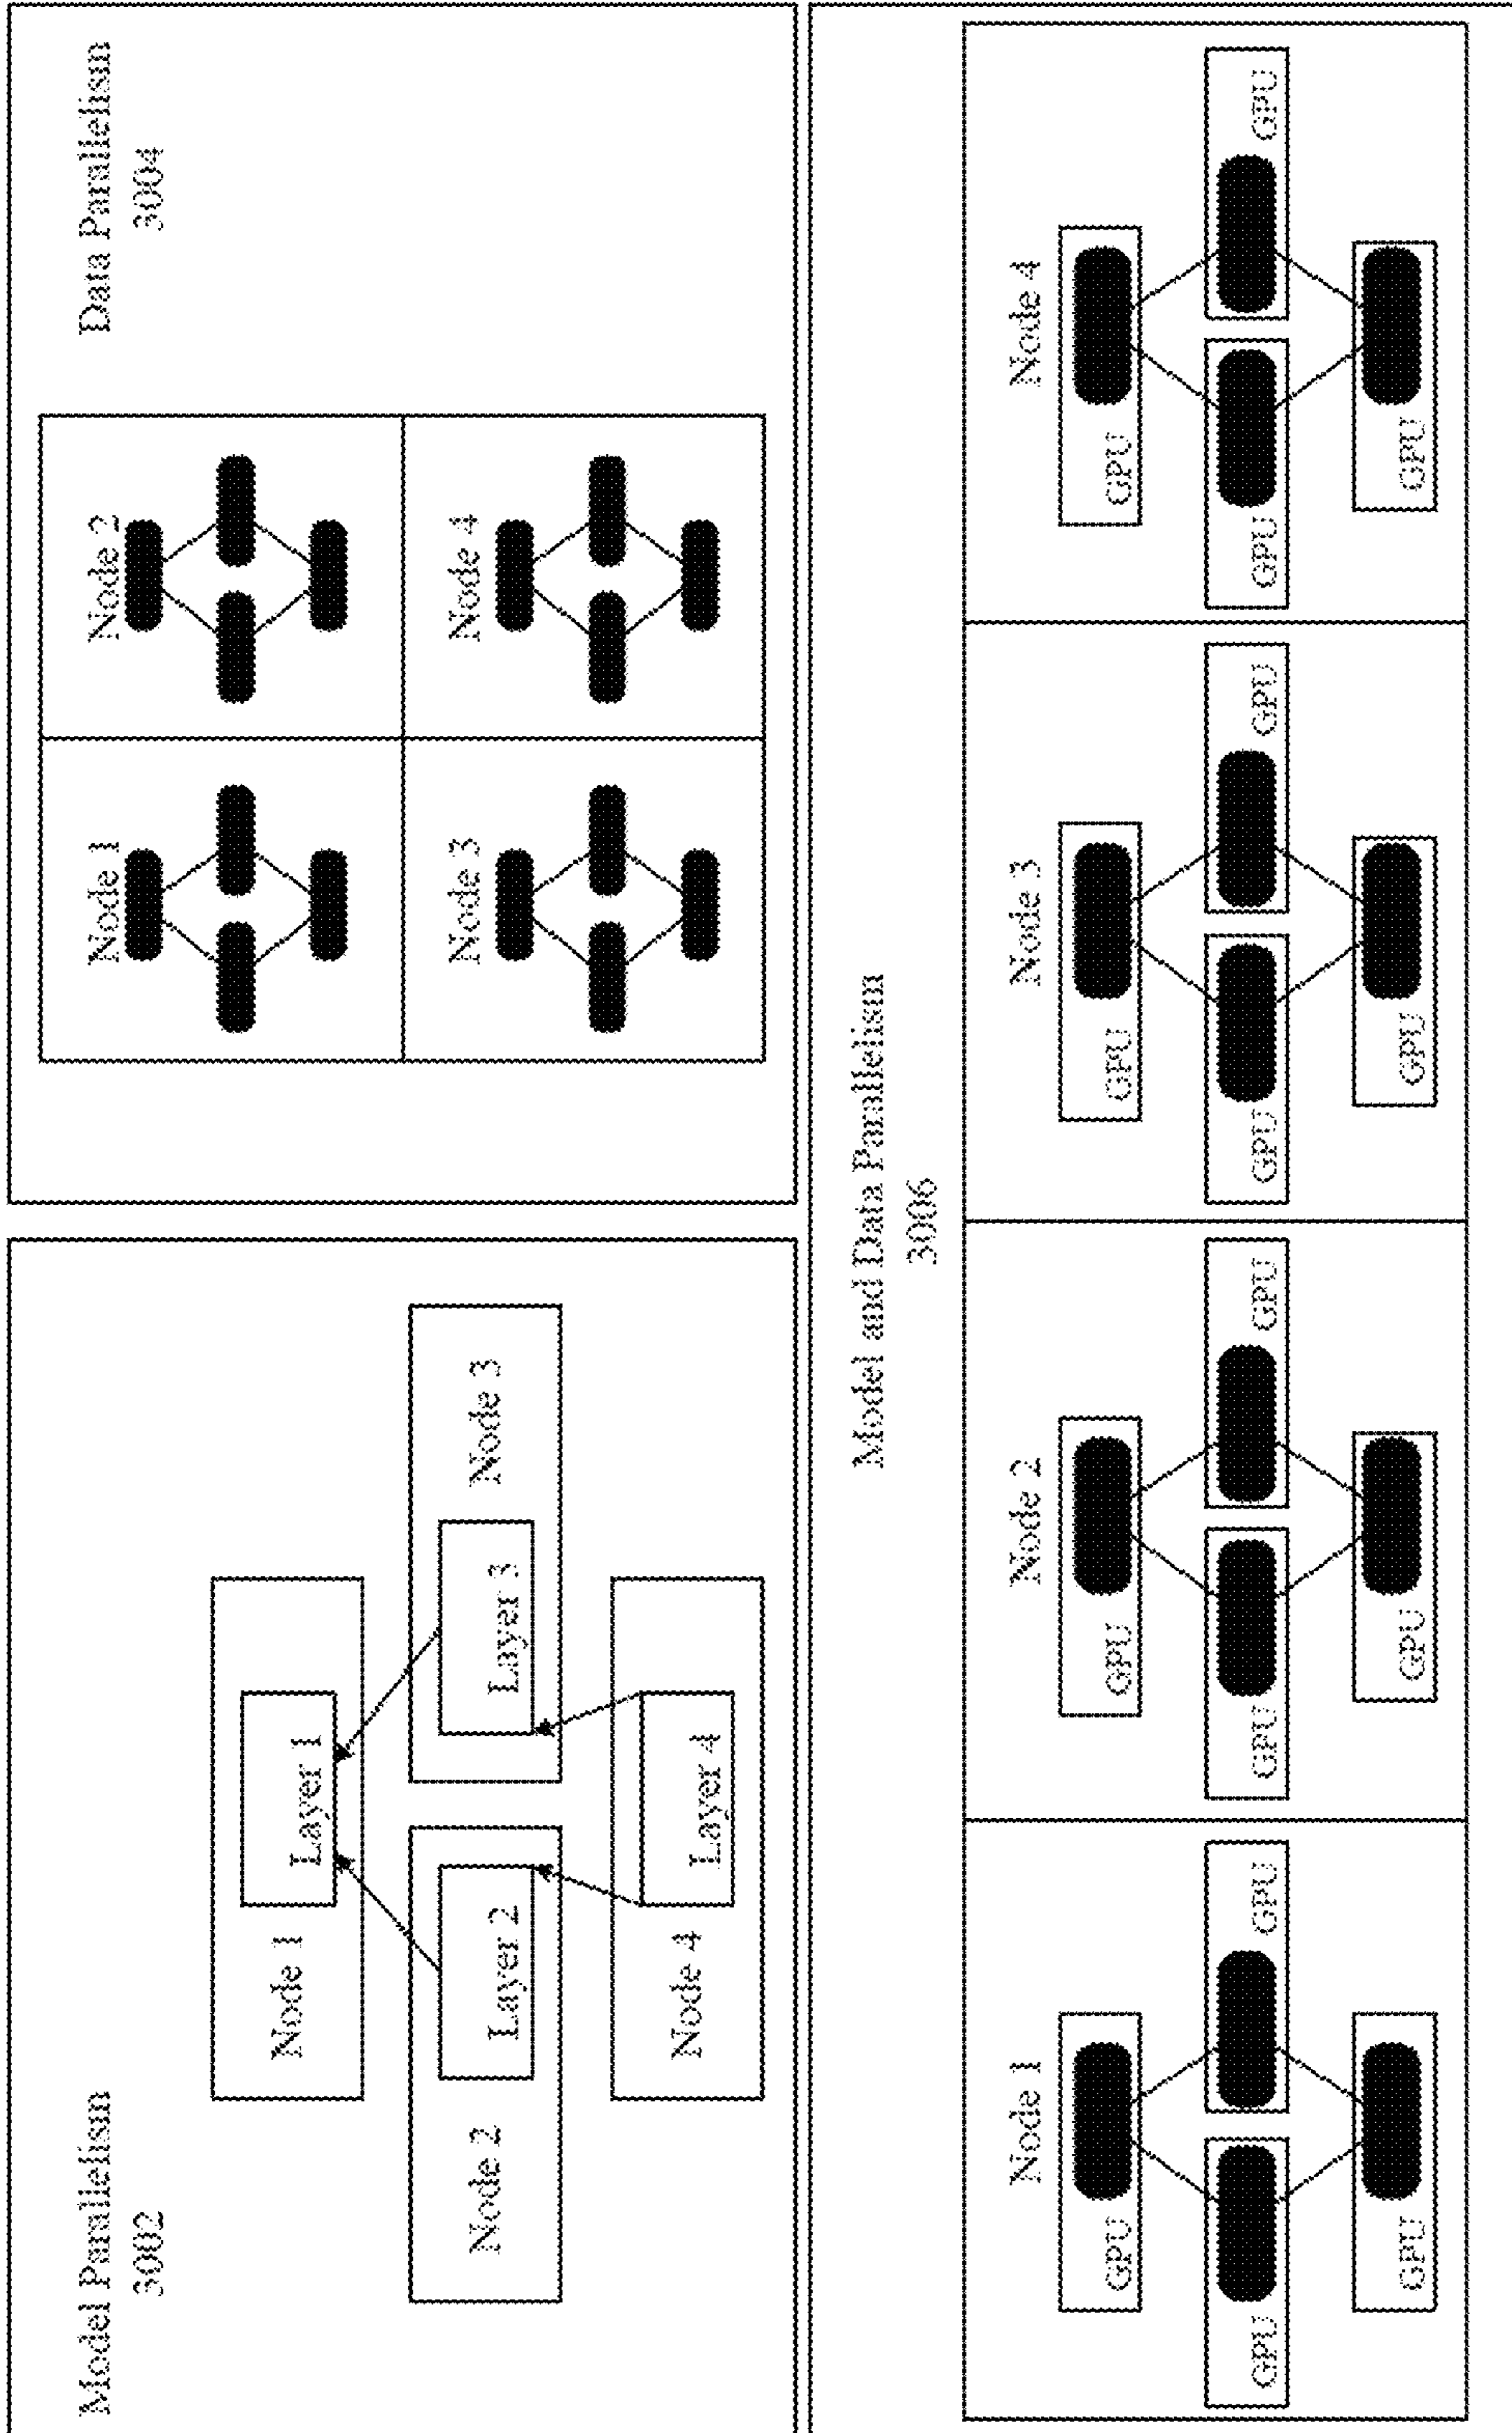 Model Parallelism
3002
Node 1
Layer 1
Node 2
Layer 2
Layer 3
Node 3
Node 4
Layer 4
Data Parallelism
3004
Node 1
Node 2
Node 3
Node 4
Model and Data Parallelism
3006
Node 1
GPU
GPU
GPU
GPU
Node 2
GPU
GPU
GPU
GPU
Node 3
GPU
GPU
GPU
GPU
Node 4
GPU
GPU
GPU
GPU